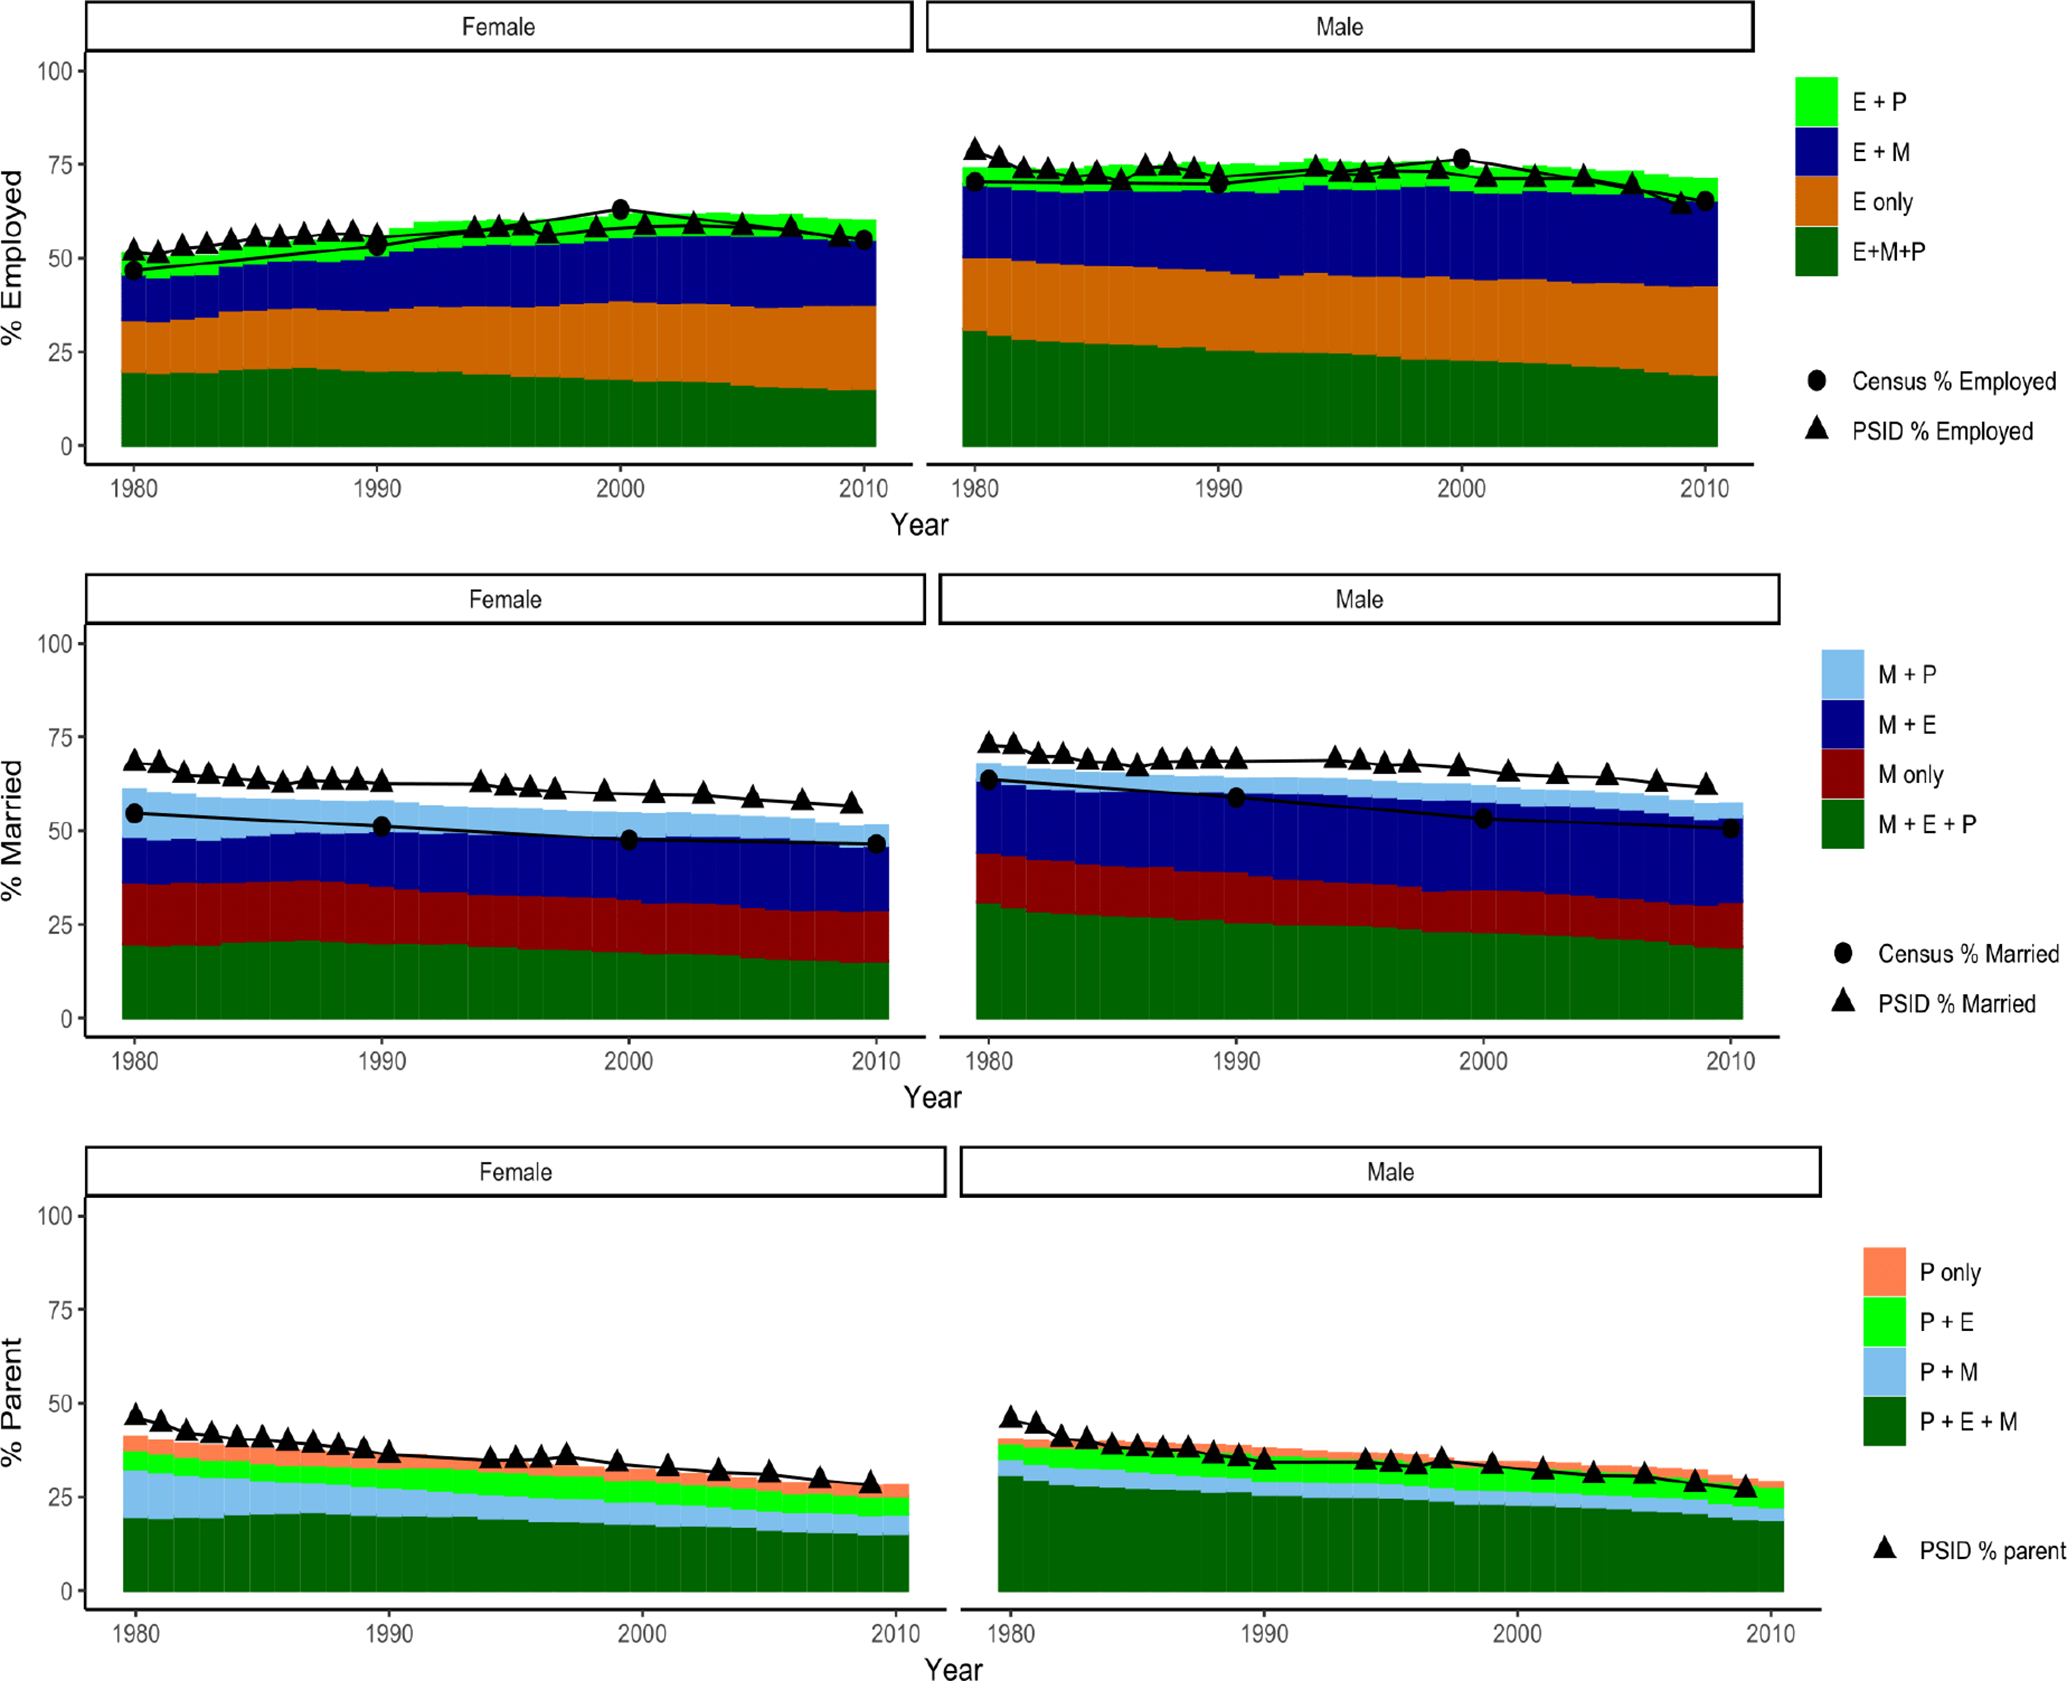 Female Male
100
75
50
25
0
% Employed
1980 1990 2000 2010 1980 1990 2000 2010
Year
E + P
E + M
E only
E+M+P
Census % Employed
PSID % Employed
Female Male
100
75
50
25
0
% Married
1980 1990 2000 2010 1980 1990 2000 2010
Year
M + P
M + E
M only
M + E + P
Census % Married
PSID % Married
Female Male
100
75
50
25
0
% Parent
1980 1990 2000 2010 1980 1990 2000 2010
Year
P only
P + E
P + M
P + E + M
PSID % parent